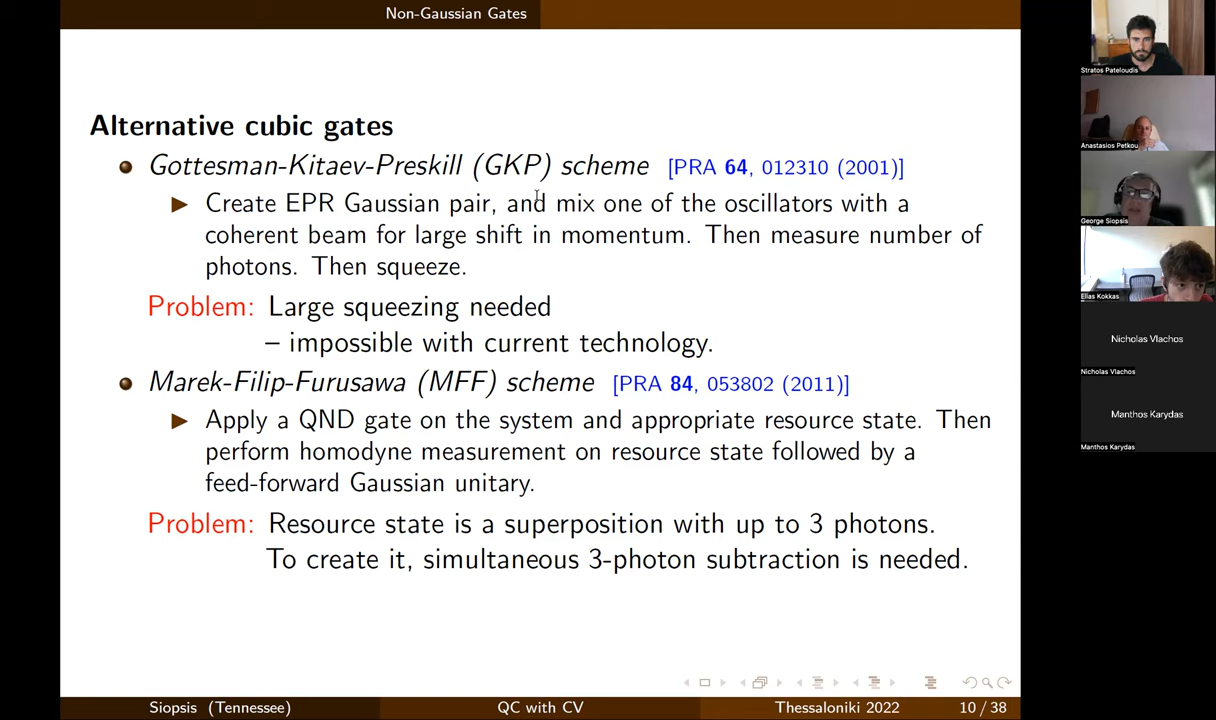 Non-Gaussian Gates
Alternative cubic gates
Gottesman-Kitaev-Preskill (GKP) scheme [PRA 64, 012310 (2001)]
Create EPR Gaussian pair, and mix one of the oscillators with a
coherent beam for large shift in momentum. Then measure number of
photons. Then squeeze.
Problem: Large squeezing needed
– impossible with current technology.
Marek-Filip-Furusawa (MFF) scheme [PRA 84, 053802 (2011)]
Apply a QND gate on the system and appropriate resource state. Then
perform homodyne measurement on resource state followed by a
feed-forward Gaussian unitary.
Problem: Resource state is a superposition with up to 3 photons.
To create it, simultaneous 3-photon subtraction is needed.
Siopsis (Tennessee) QC with CV Thessaloniki 2022 10 / 38
Stratos Pateloudis
Anastasios Petkou
George Siopsis
Elias Kokkas
Nicholas Vlachos
Nicholas Vlachos
Manthos Karydas
Manthos Karydas